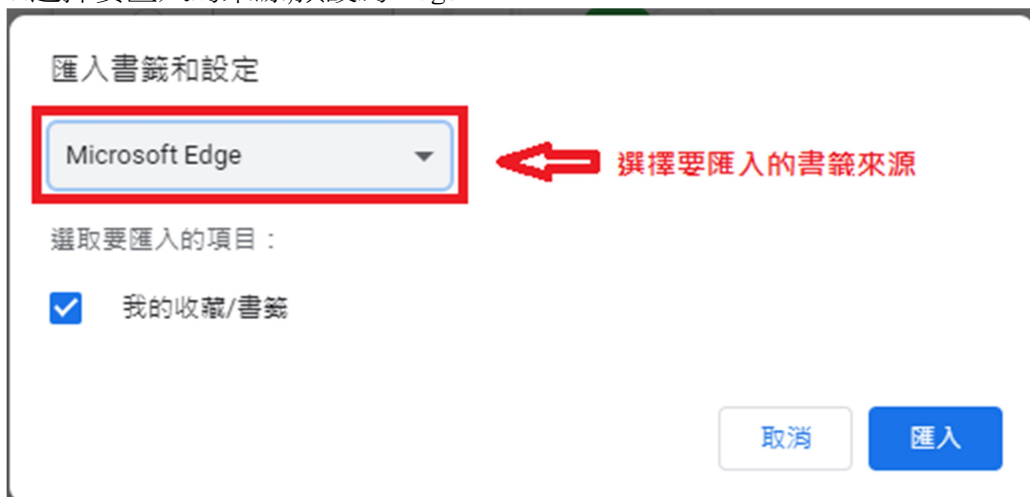 匯入書籤和設定
Microsoft Edge
選擇要匯入的書籤來源
選取要匯入的項目：
我的收藏/書籤
取消
匯入